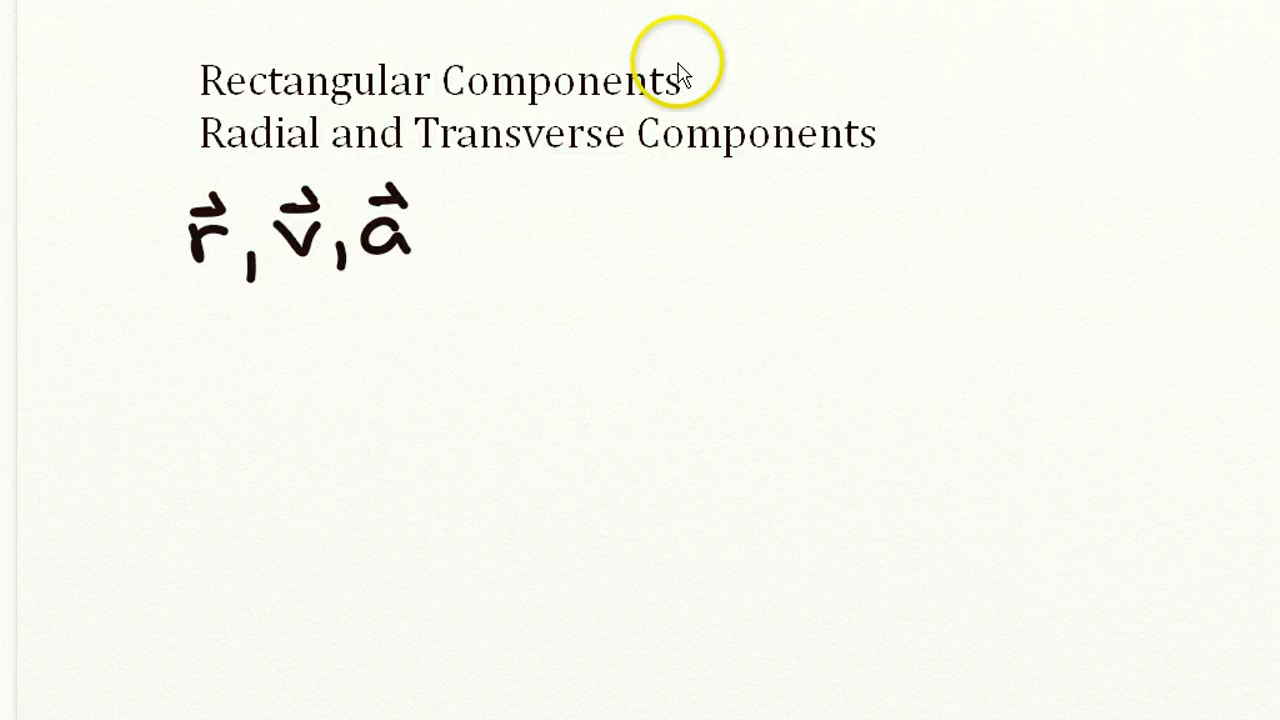 Rectangular Components
Radial and Transverse Components
r⃗, v⃗, a⃗